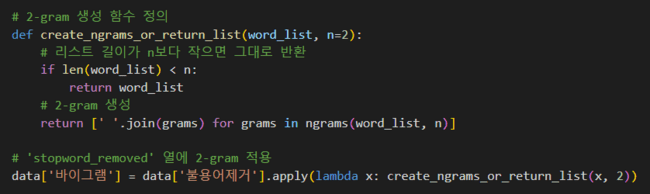 # 2-gram 생성 함수 정의
def create_ngrams_or_return_list(word_list, n=2):
    # 리스트 길이가 n보다 작으면 그대로 반환
    if len(word_list) < n:
        return word_list
    # 2-gram 생성
    return [' '.join(grams) for grams in ngrams(word_list, n)]

# 'stopword_removed' 열에 2-gram 적용
data['바이그램'] = data['불용어제거'].apply(lambda x: create_ngrams_or_return_list(x, 2))